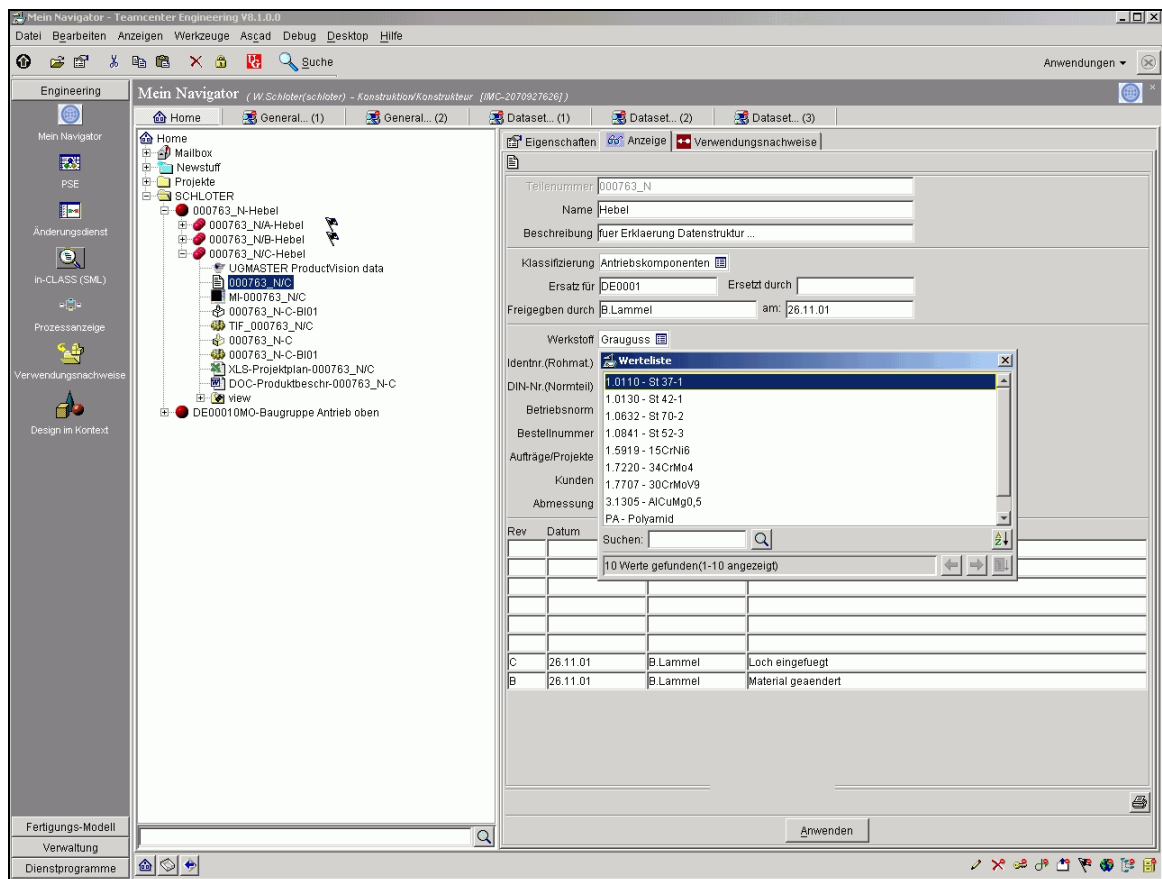 Mein Navigator - Teamcenter Engineering V8.1.0.0
Datei Bearbeiten Anzeigen Werkzeuge Ascad Debug Desktop Hilfe
Suche
Anwendungen
Engineering
Mein Navigator
PSE
Änderungsdienst
in-CLASS (SML)
Prozessanzeige
Verwendungsnachweise
Design im Kontext
Fertigungs-Modell
Verwaltung
Dienstprogramme
Mein Navigator ( W.Schloter(schloter) - Konstruktion/Konstrukteur [IMC-2070927626] )
Home General... (1) General... (2) Dataset... (1) Dataset... (2) Dataset... (3)
Home
Mailbox
Newstuff
Projekte
SCHLOTER
000763_N-Hebel
000763_N/A-Hebel
000763_N/B-Hebel
000763_N/C-Hebel
UGMASTER ProductVision data
000763_N/C
MI-000763_N/C
000763_N-C-BI01
TIF_000763_N/C
000763_N-C
000763_N-C-BI01
XLS-Projektplan-000763_N/C
DOC-Produktbeschr-000763_N-C
view
DE00010MO-Baugruppe Antrieb oben
Eigenschaften Anzeige Verwendungsnachweise
Teilenummer 000763_N
Name Hebel
Beschreibung fuer Erklaerung Datenstruktur ...
Klassifizierung Antriebskomponenten
Ersatz für DE0001 Ersetzt durch
Freigegben durch B.Lammel am: 26.11.01
Werkstoff Grauguss
Identnr.(Rohmat.)
DIN-Nr.(Normteil)
Betriebsnorm
Bestellnummer
Aufträge/Projekte
Kunden
Abmessung
Werteliste
1.0110 - St 37-1
1.0130 - St 42-1
1.0632 - St 70-2
1.0841 - St 52-3
1.5919 - 15CrNi6
1.7220 - 34CrMo4
1.7707 - 30CrMoV9
3.1305 - AlCuMg0,5
PA - Polyamid
Suchen:
10 Werte gefunden(1-10 angezeigt)
Rev Datum
C 26.11.01 B.Lammel Loch eingefuegt
B 26.11.01 B.Lammel Material geaendert
Anwenden